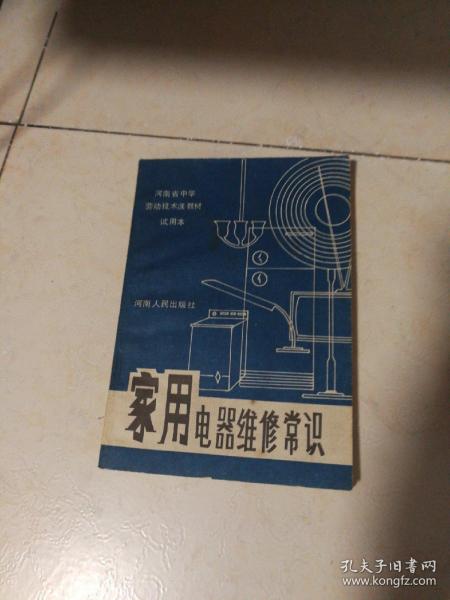 河南省中学
劳动技术课教材
试用本
河南人民出版社
家用电器维修常识
孔夫子旧书网
www.kongfz.com